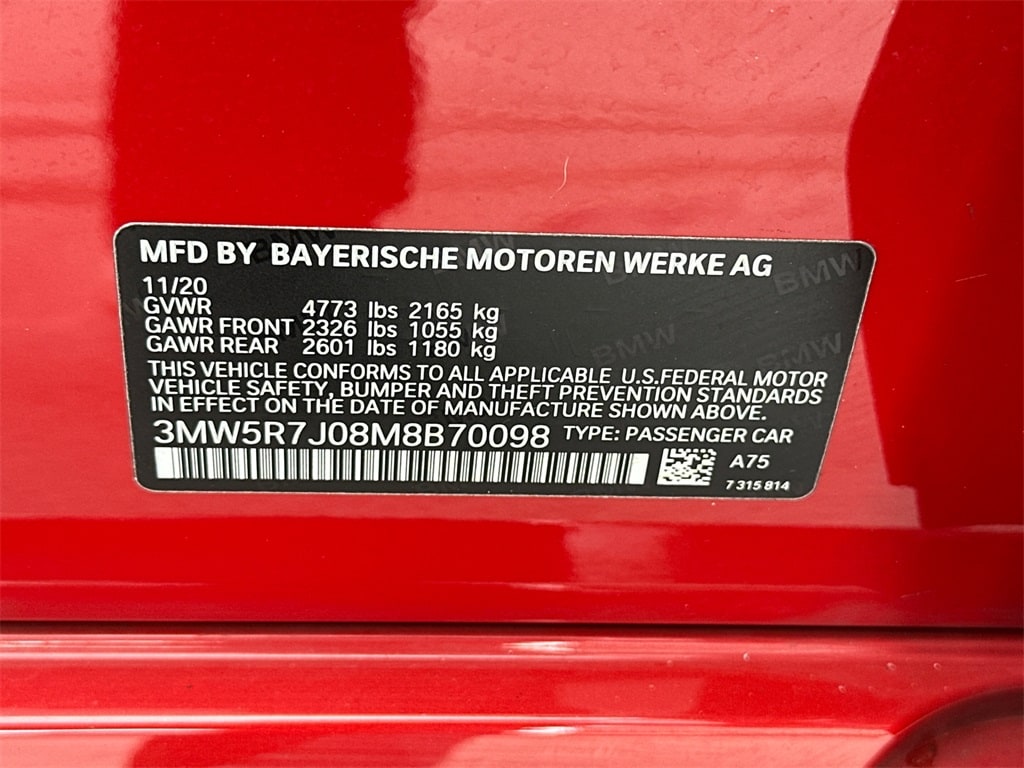 MFD BY BAYERISCHE MOTOREN WERKE AG
11/20
GVWR 4773 lbs 2165 kg
GAWR FRONT 2326 lbs 1055 kg
GAWR REAR 2601 lbs 1180 kg
THIS VEHICLE CONFORMS TO ALL APPLICABLE U.S.FEDERAL MOTOR
VEHICLE SAFETY, BUMPER AND THEFT PREVENTION STANDARDS
IN EFFECT ON THE DATE OF MANUFACTURE SHOWN ABOVE.
3MW5R7J08M8B70098 TYPE: PASSENGER CAR
A75
7 315 814